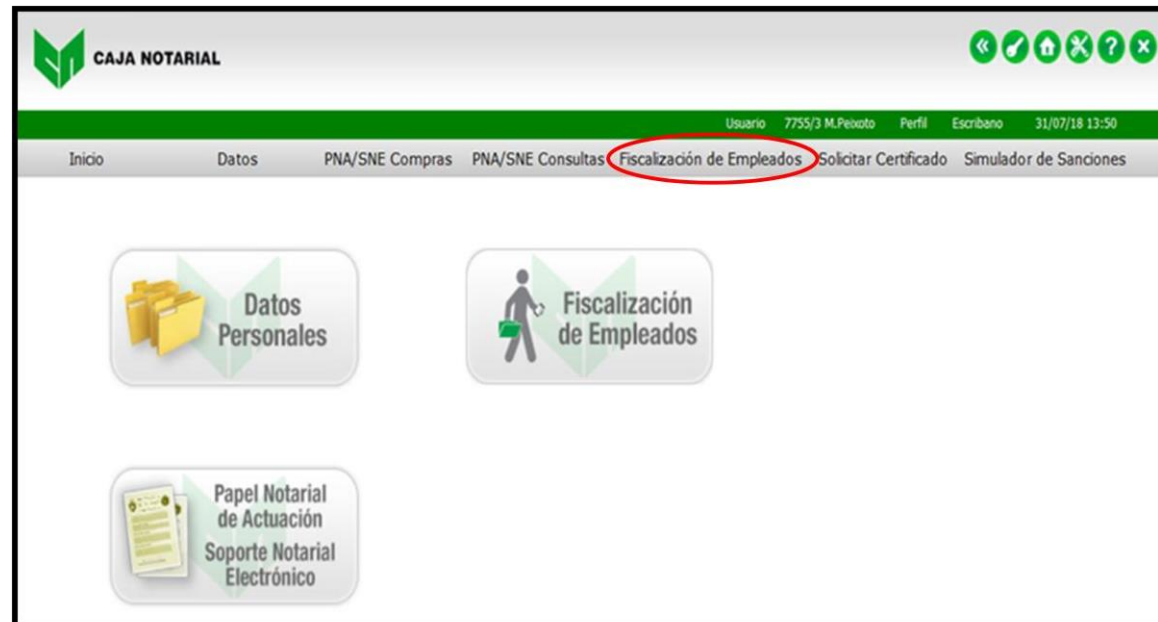 CAJA NOTARIAL
Usuario 7755/3 M.Peixoto Perfil Escribano 31/07/18 13:50
Inicio Datos PNA/SNE Compras PNA/SNE Consultas Fiscalización de Empleados Solicitar Certificado Simulador de Sanciones
Datos
Personales
Fiscalización
de Empleados
Papel Notarial
de Actuación
Soporte Notarial
Electrónico